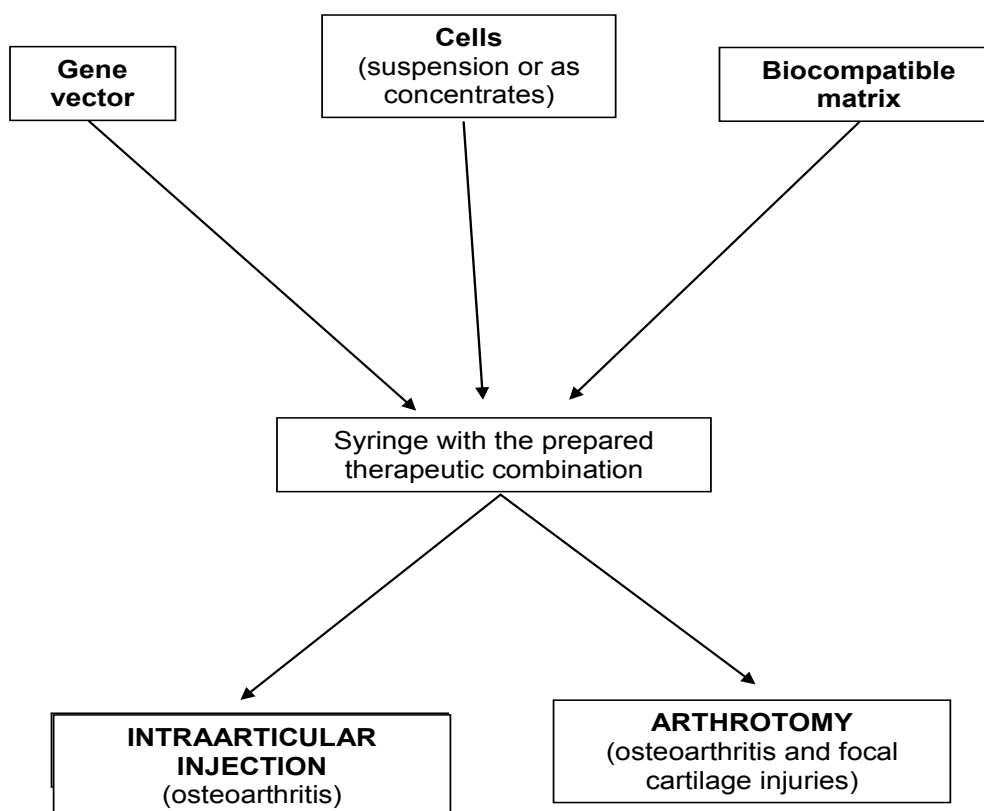 Gene
vector
Cells
(suspension or as
concentrates)
Biocompatible
matrix
Syringe with the prepared
therapeutic combination
INTRAARTICULAR
INJECTION
(osteoarthritis)
ARTHROTOMY
(osteoarthritis and focal
cartilage injuries)